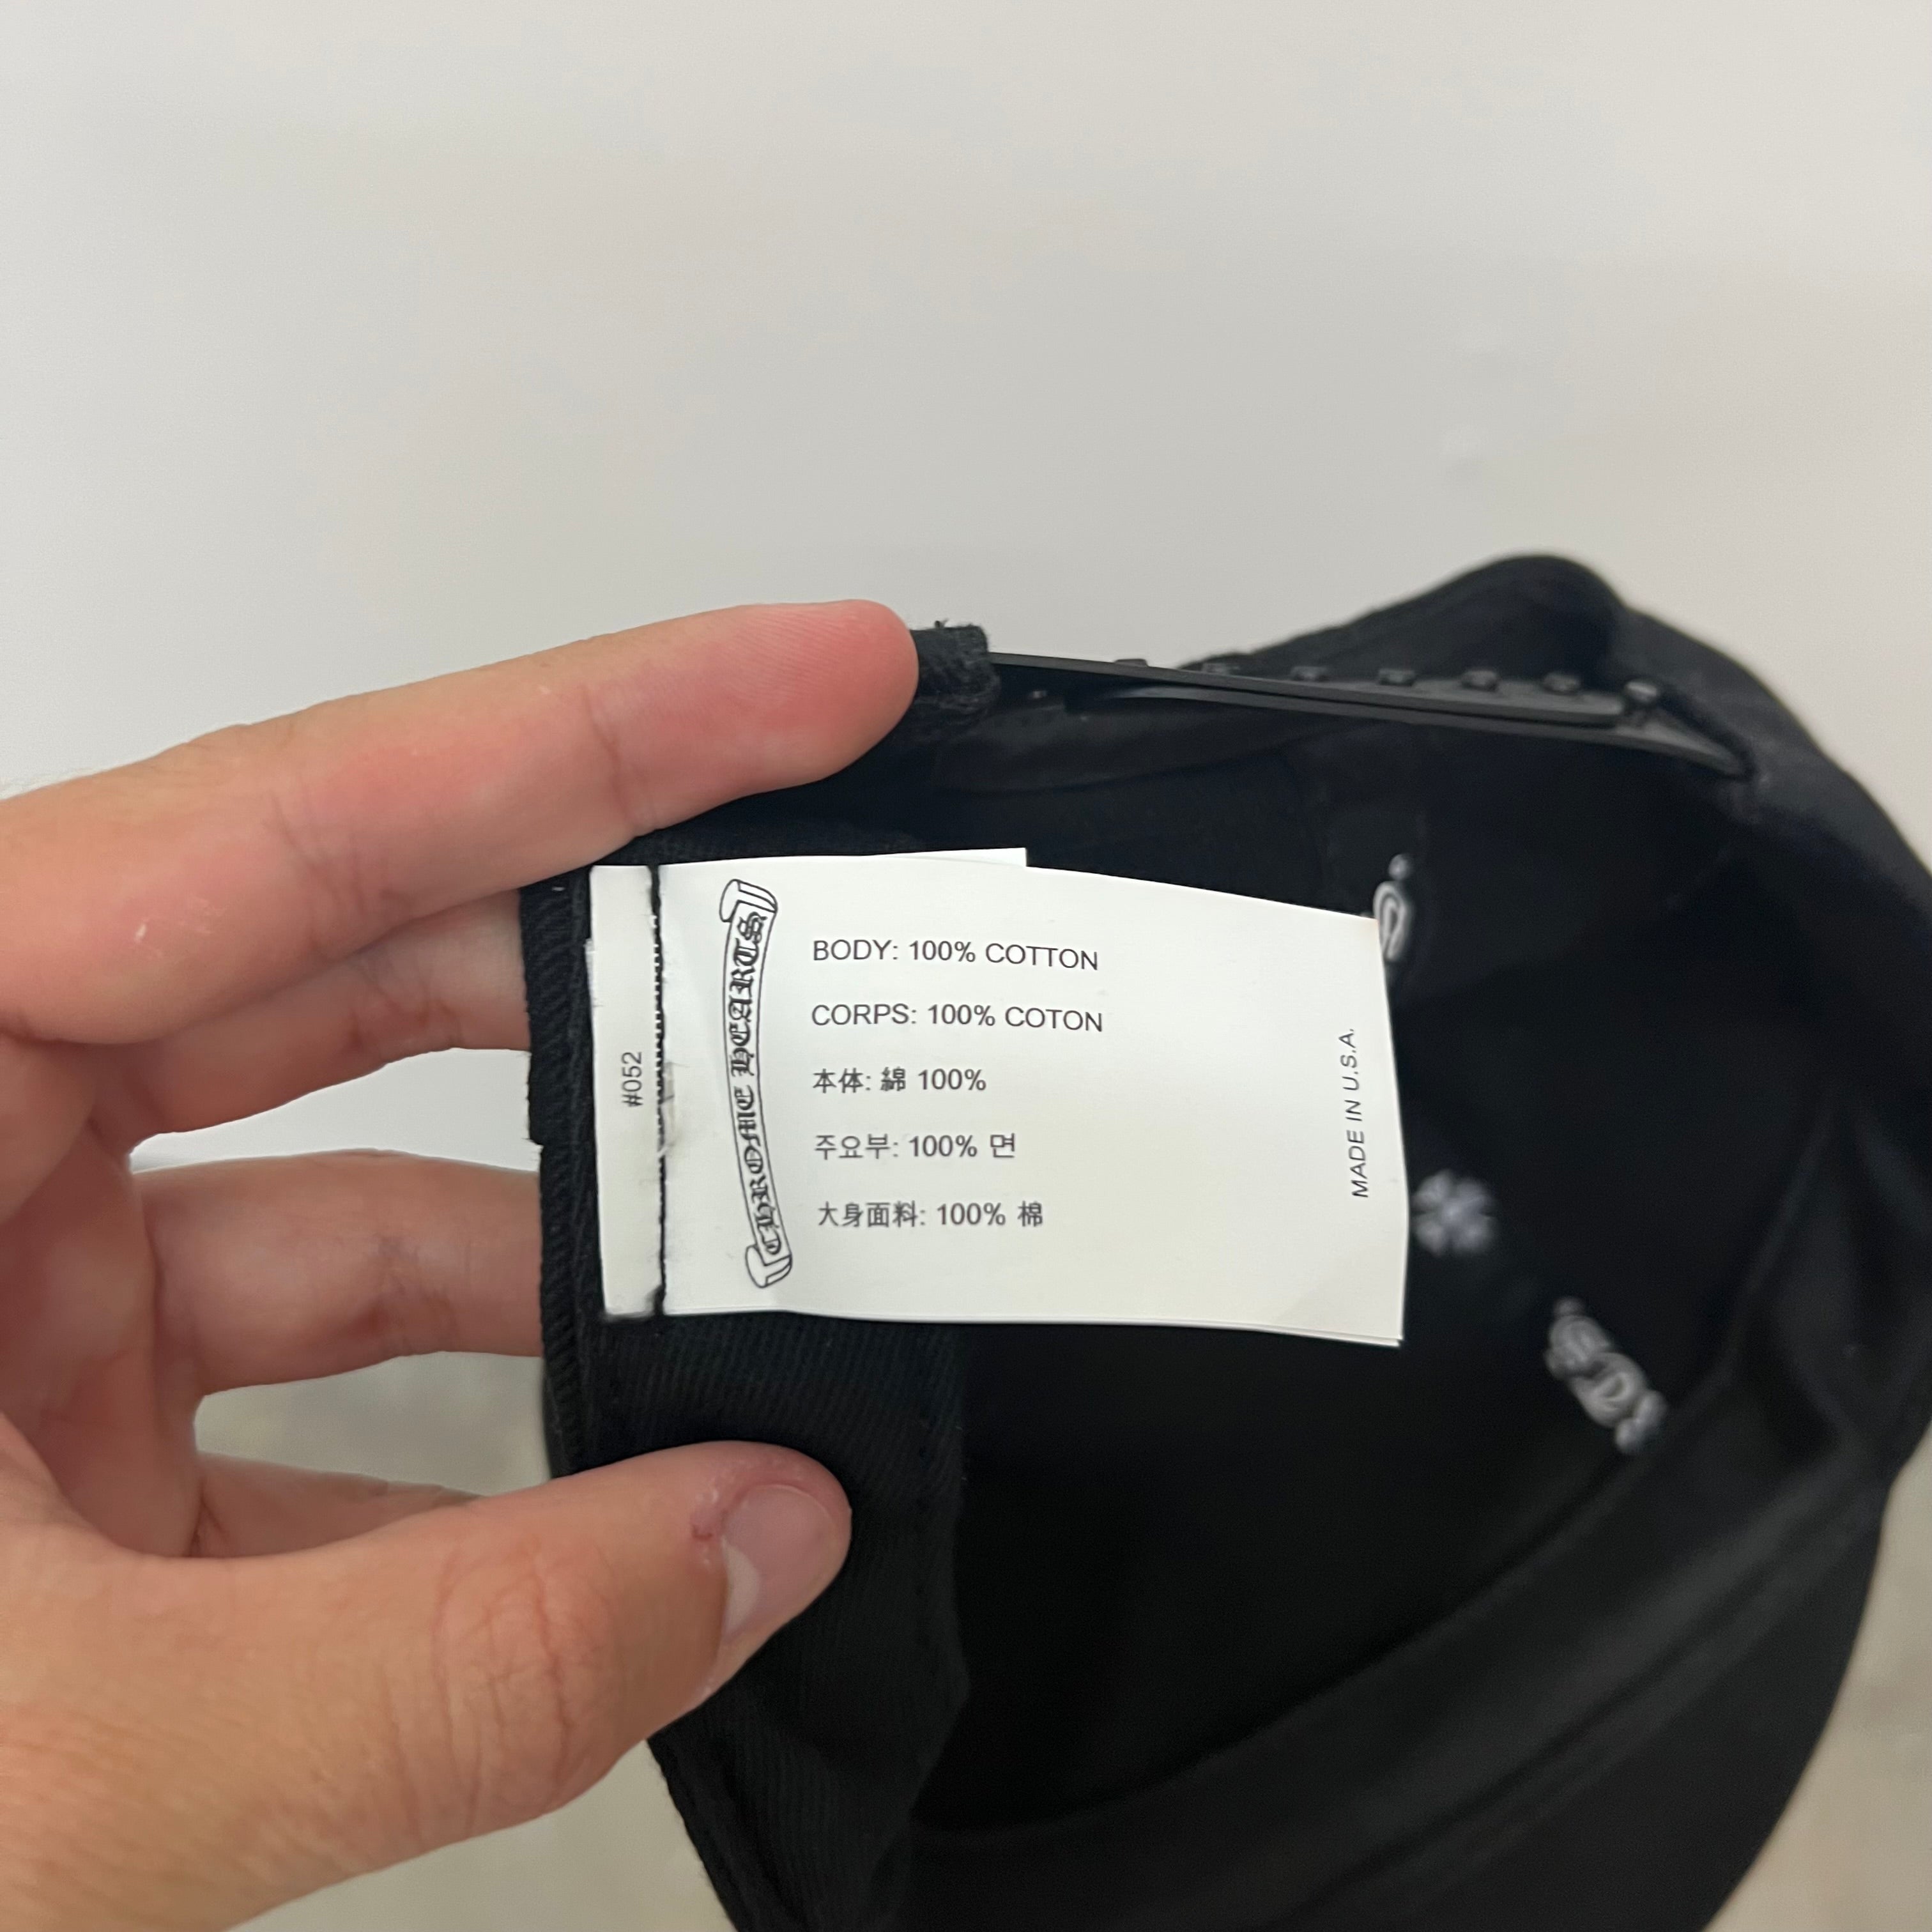 #052
CHROME HEARTS
BODY: 100% COTTON
CORPS: 100% COTON
本体: 綿 100%
주요부: 100% 면
大身面料: 100% 棉
MADE IN U.S.A.